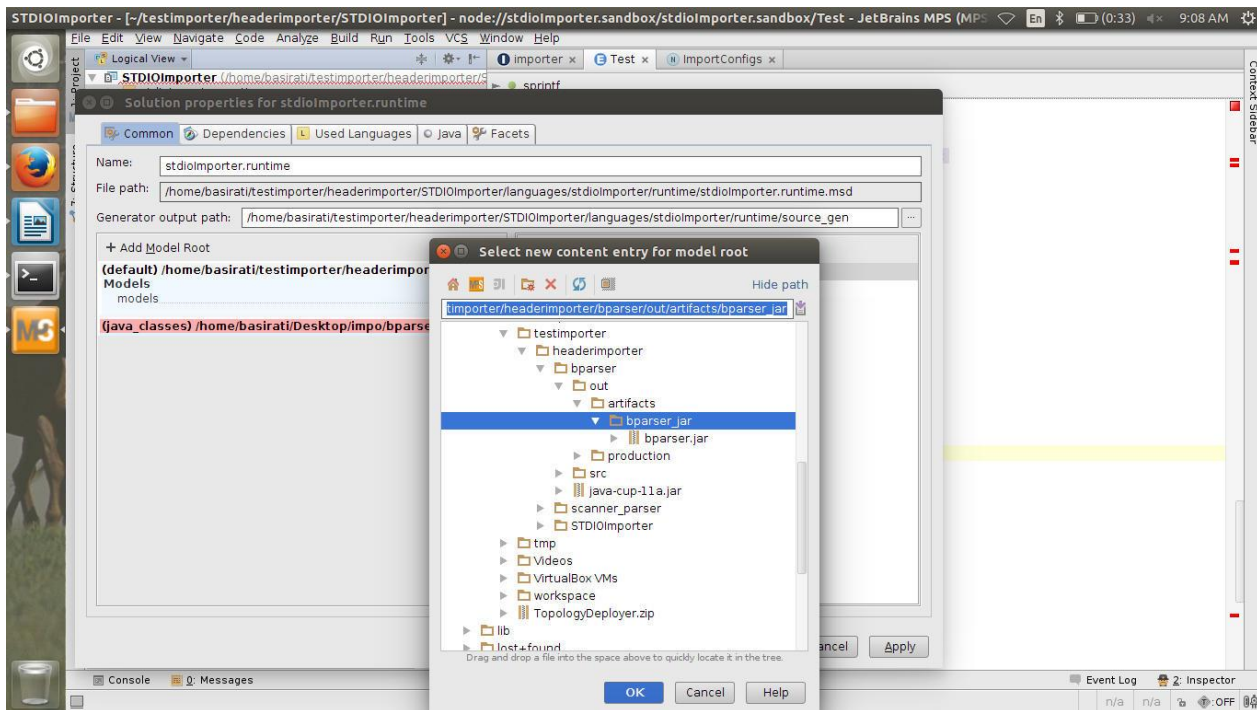 STDIOImporter - [~/testimporter/headerimporter/STDIOImporter] - node://stdioImporter.sandbox/stdioImporter.sandbox/Test - JetBrains MPS (MPS
En (0:33) 9:08 AM
File Edit View Navigate Code Analyze Build Run Tools VCS Window Help
Logical View
importer × Test × ImportConfigs ×
STDIOImporter (/home/basirati/testimporter/headerimporter/S
sprintf
Context Sidebar
Solution properties for stdioImporter.runtime
Common Dependencies Used Languages Java Facets
Name: stdioImporter.runtime
File path: /home/basirati/testimporter/headerimporter/STDIOImporter/languages/stdioImporter/runtime/stdioImporter.runtime.msd
Generator output path: /home/basirati/testimporter/headerimporter/STDIOImporter/languages/stdioImporter/runtime/source_gen ...
+ Add Model Root
(default) /home/basirati/testimporter/headerimpor
Models
models
(java_classes) /home/basirati/Desktop/impo/bparse
Select new content entry for model root
Hide path
timporter/headerimporter/bparser/out/artifacts/bparser_jar
testimporter
headerimporter
bparser
out
artifacts
bparser_jar
bparser.jar
production
src
java-cup-11a.jar
scanner_parser
STDIOImporter
tmp
Videos
VirtualBox VMs
workspace
TopologyDeployer.zip
lib
lost+found
Drag and drop a file into the space above to quickly locate it in the tree.
OK Cancel Help
ancel Apply
Console 0: Messages
Event Log 2: Inspector
n/a n/a :OFF